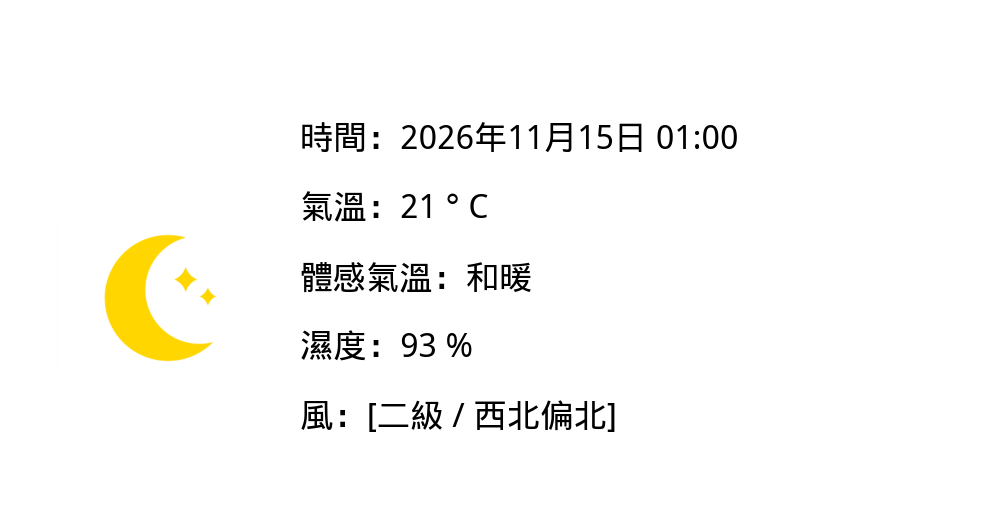 時間：2026年11月15日 01:00
氣溫：21 ° C
體感氣溫：和暖
濕度：93 %
風：[二級 / 西北偏北]